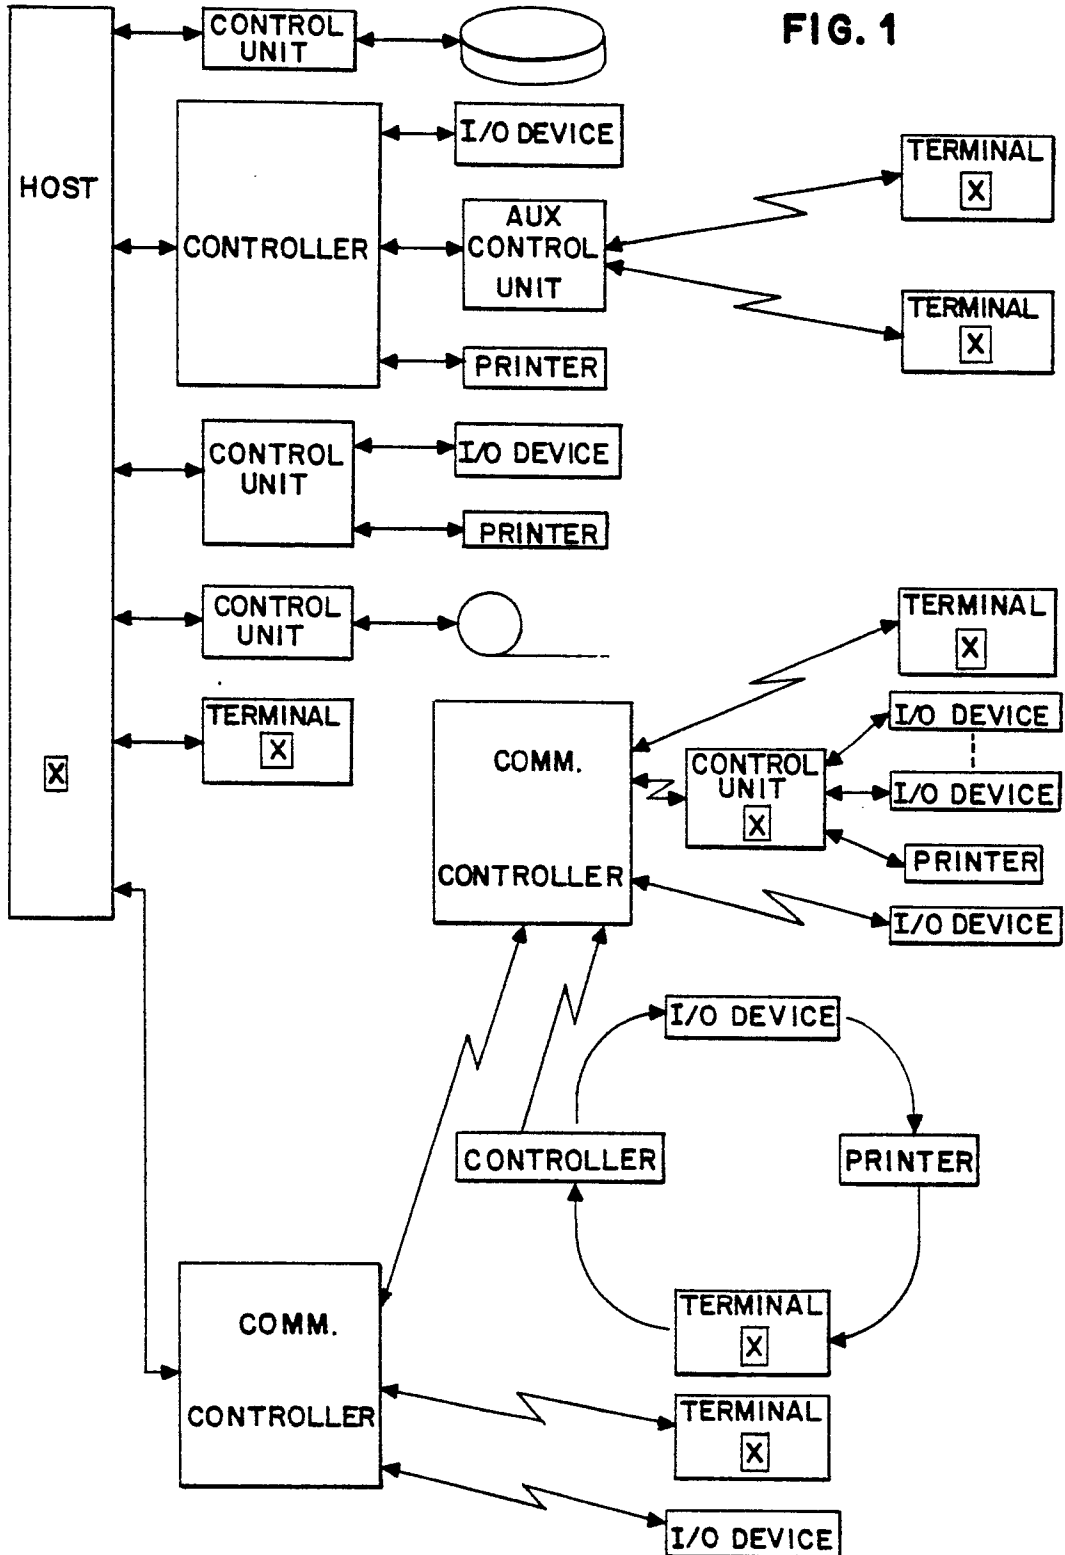 FIG. 1
CONTROL
UNIT
I/O DEVICE
HOST
CONTROLLER
AUX
CONTROL
UNIT
TERMINAL
X
TERMINAL
X
PRINTER
CONTROL
UNIT
I/O DEVICE
PRINTER
CONTROL
UNIT
TERMINAL
X
X
TERMINAL
X
COMM.
CONTROLLER
CONTROL
UNIT
X
I/O DEVICE
I/O DEVICE
PRINTER
I/O DEVICE
I/O DEVICE
CONTROLLER
PRINTER
TERMINAL
X
COMM.
CONTROLLER
TERMINAL
X
I/O DEVICE